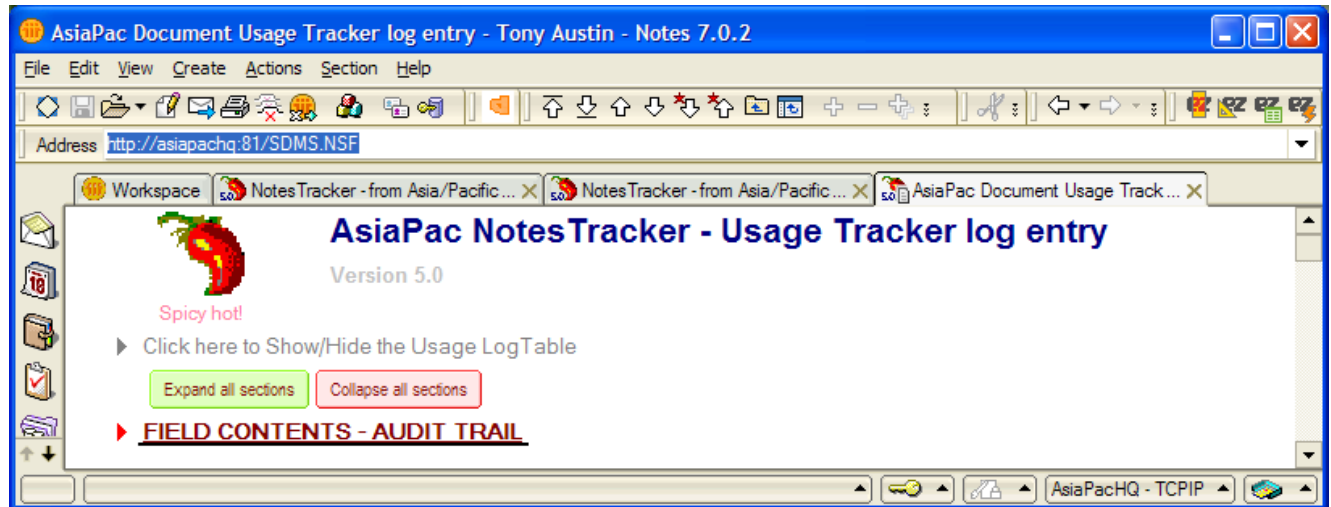 AsiaPac Document Usage Tracker log entry - Tony Austin - Notes 7.0.2
File Edit View Create Actions Section Help
Address http://asiapachq:81/SDMS.NSF
Workspace NotesTracker - from Asia/Pacific ... NotesTracker - from Asia/Pacific ... AsiaPac Document Usage Track ...
AsiaPac NotesTracker - Usage Tracker log entry
Version 5.0
Spicy hot!
Click here to Show/Hide the Usage LogTable
Expand all sections Collapse all sections
FIELD CONTENTS - AUDIT TRAIL
AsiaPacHQ - TCPIP